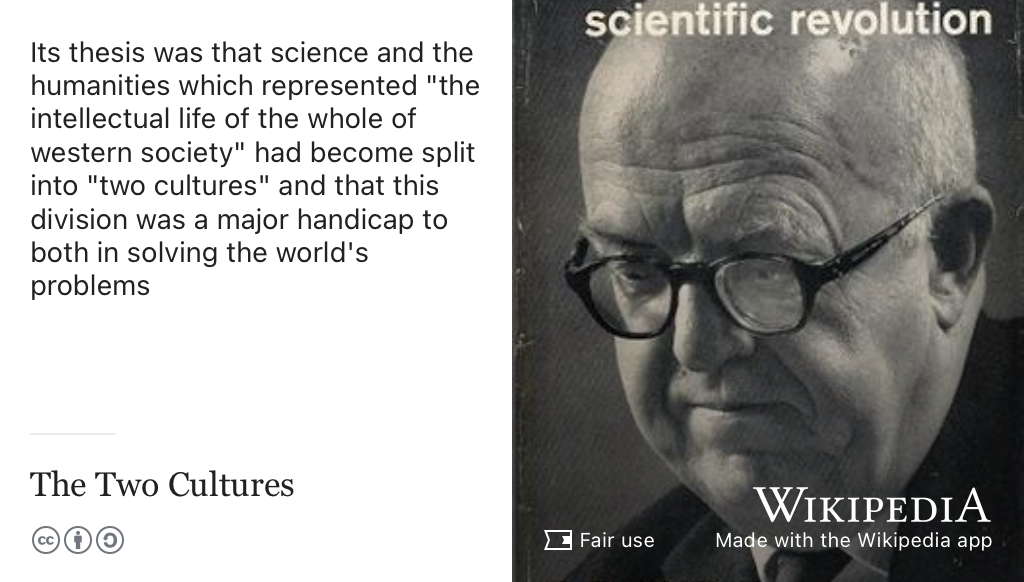 Its thesis was that science and the
humanities which represented "the
intellectual life of the whole of
western society" had become split
into "two cultures" and that this
division was a major handicap to
both in solving the world's
problems
The Two Cultures
cc
scientific revolution
WIKIPEDIA
Fair use
Made with the Wikipedia app